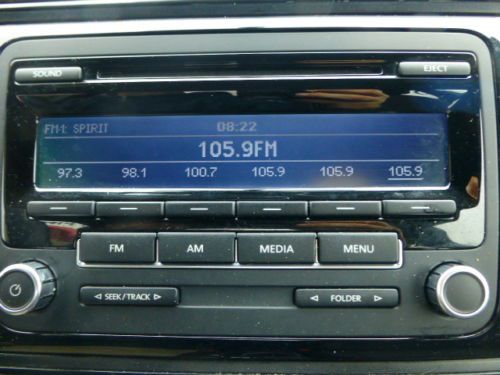 SOUND EJECT
FM1: SPIRIT 08:22
105.9FM
97.3 98.1 100.7 105.9 105.9 105.9
FM AM MEDIA MENU
◁ SEEK/TRACK ▷ ◁ FOLDER ▷